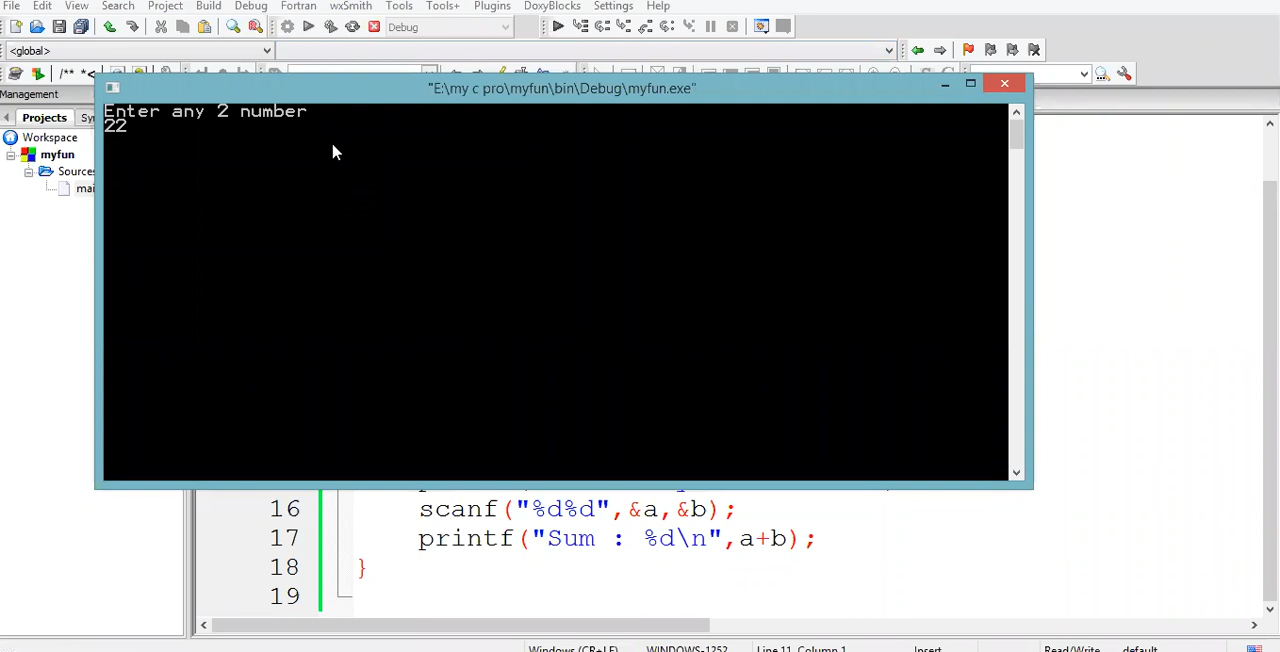 File Edit View Search Project Build Debug Fortran wxSmith Tools Tools+ Plugins DoxyBlocks Settings Help
Debug
<global>
/** *<
Management
"E:\my c pro\myfun\bin\Debug\myfun.exe"
Projects
Workspace
myfun
Sources
Enter any 2 number
22
16 scanf("%d%d",&a,&b);
17 printf("Sum : %d\n",a+b);
18 }
19
Windows (CR+LF) WINDOWS-1252 Line 11, Column 1 Insert Read/Write default